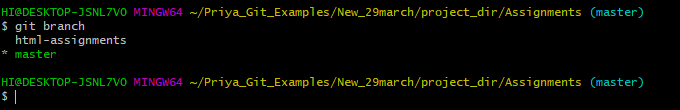 HI@DESKTOP-JSNL7VO MINGW64 ~/Priya_Git_Examples/New_29march/project_dir/Assignments (master)
$ git branch
  html-assignments
* master

HI@DESKTOP-JSNL7VO MINGW64 ~/Priya_Git_Examples/New_29march/project_dir/Assignments (master)
$